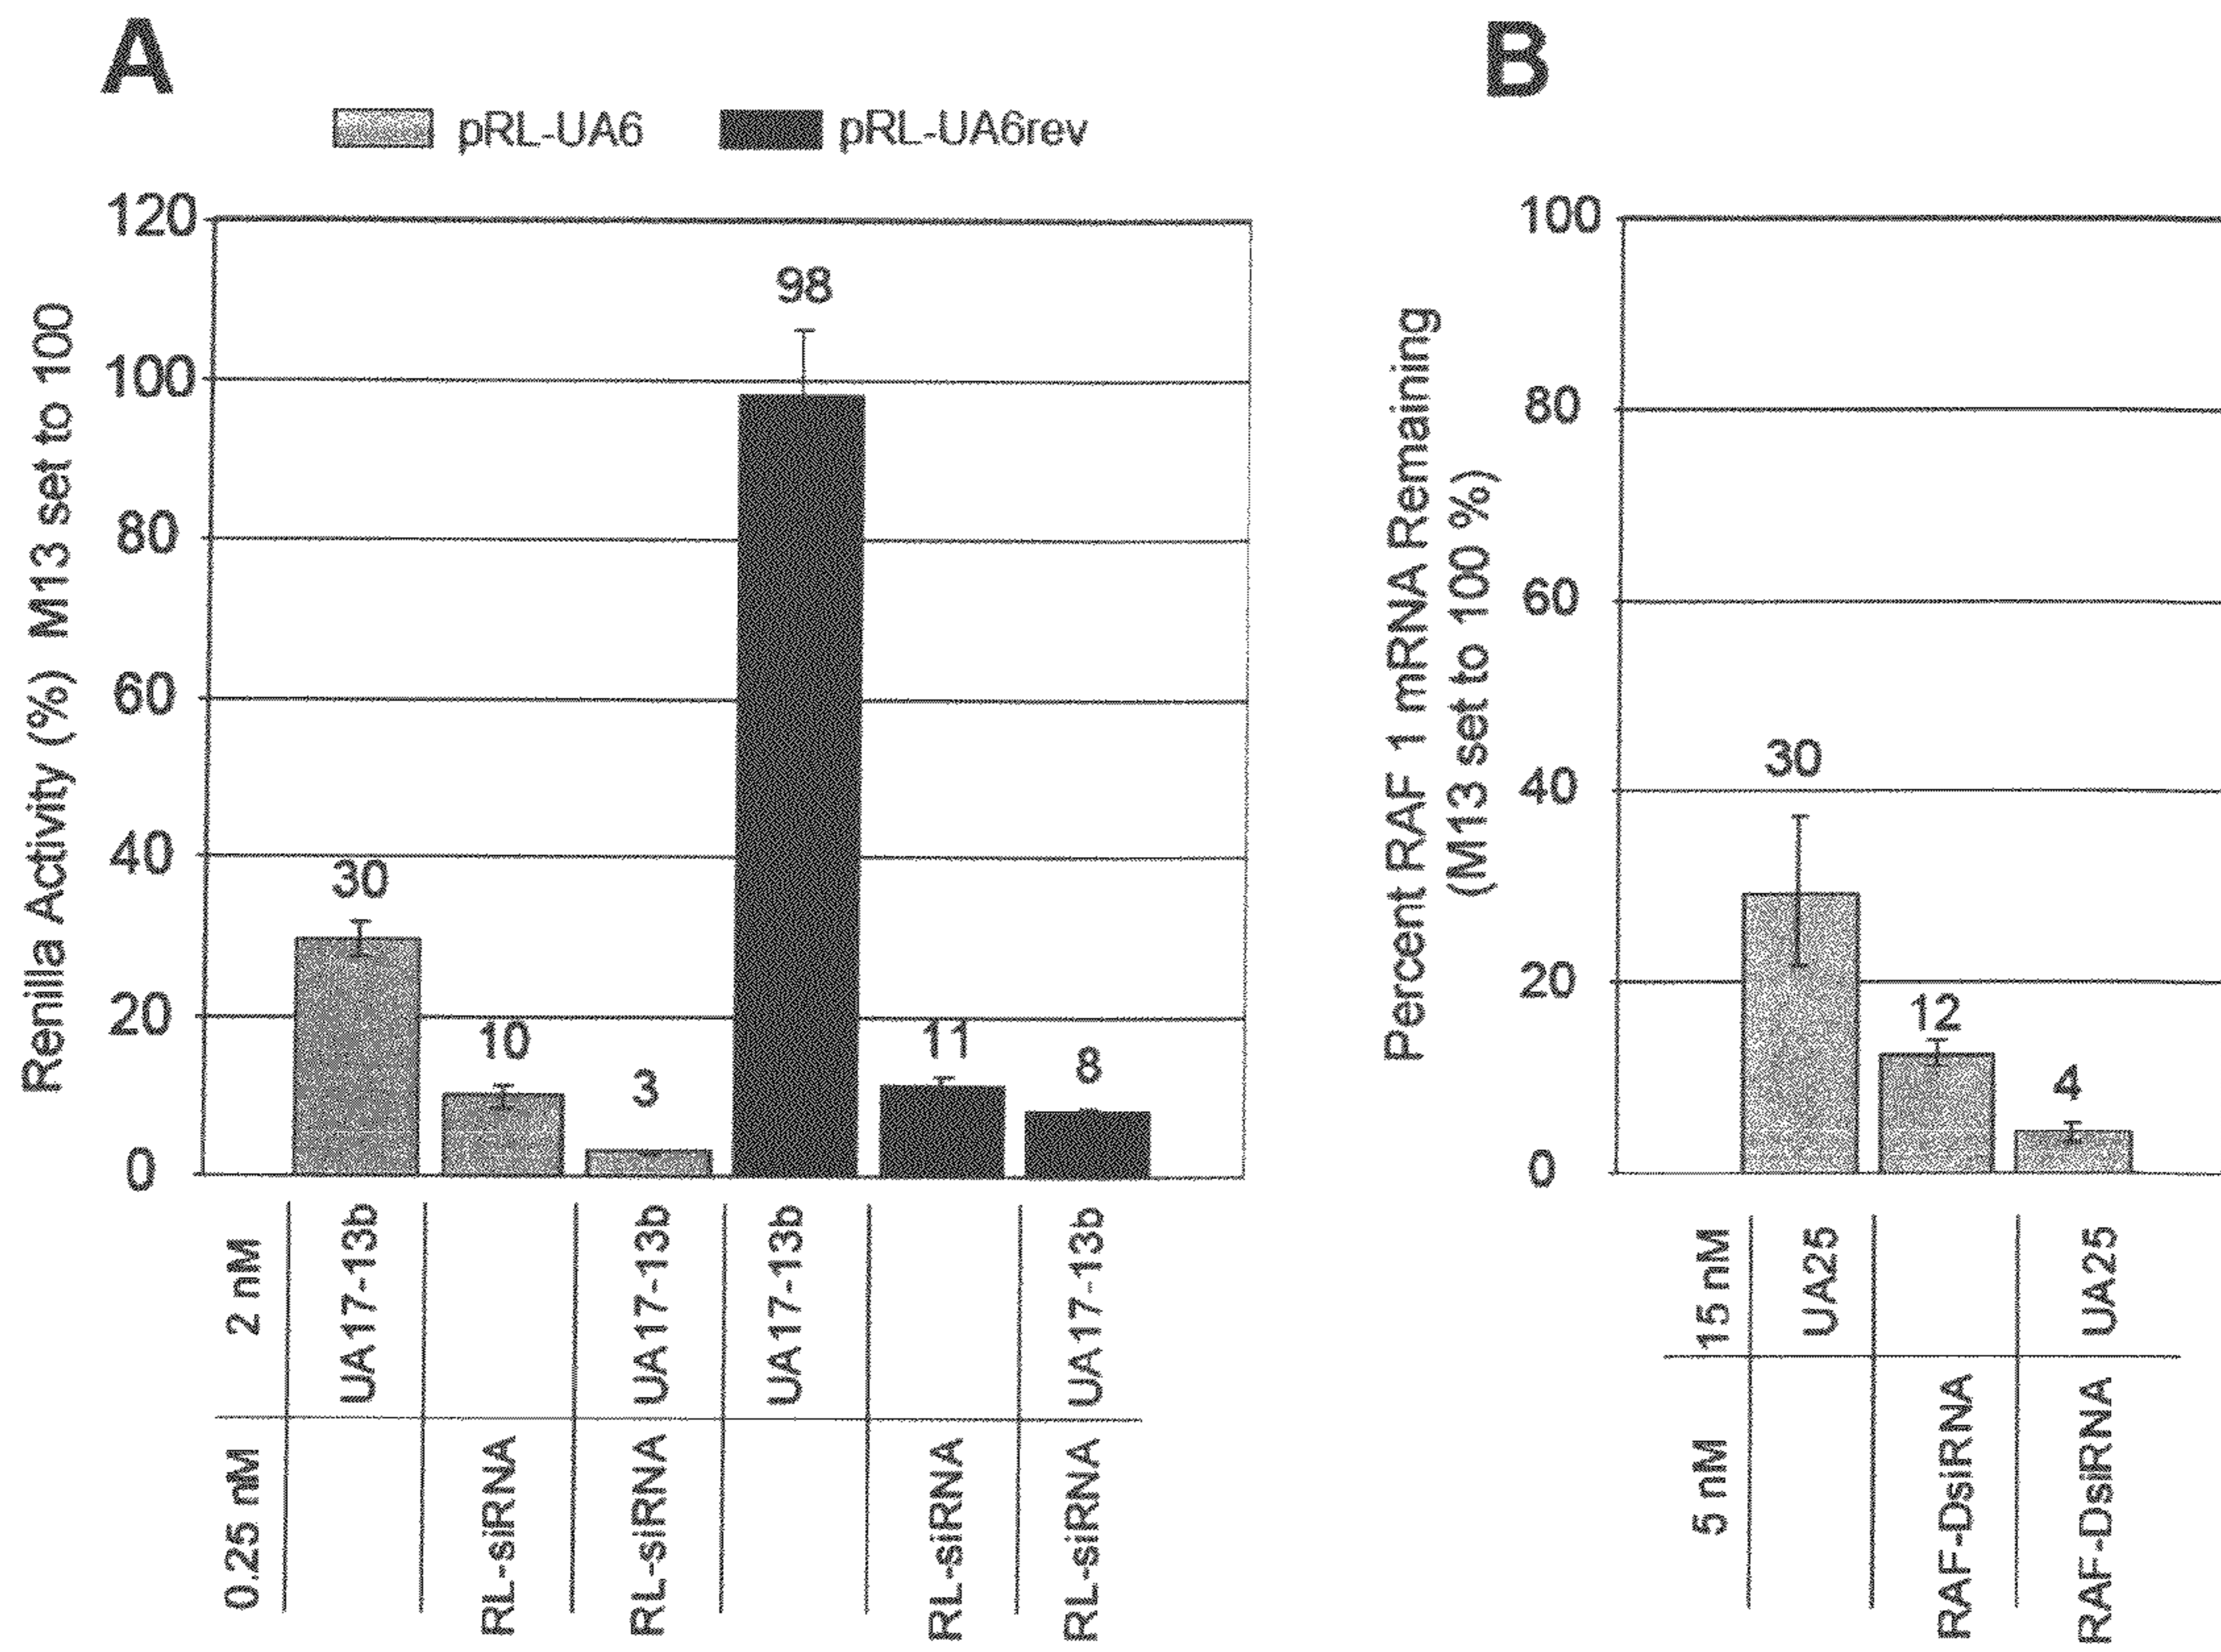 A
pRL-UA6 pRL-UA6rev
Renilla Activity (%) M13 set to 100
120
100
80
60
40
20
0
30
10
3
98
11
8
2 nM UA17-13b UA17-13b UA17-13b UA17-13b
0.25 nM RL-siRNA RL-siRNA RL-siRNA RL-siRNA
B
Percent RAF 1 mRNA Remaining
(M13 set to 100 %)
100
80
60
40
20
0
30
12
4
15 nM UA25 UA25
5 nM RAF-DsiRNA RAF-DsiRNA